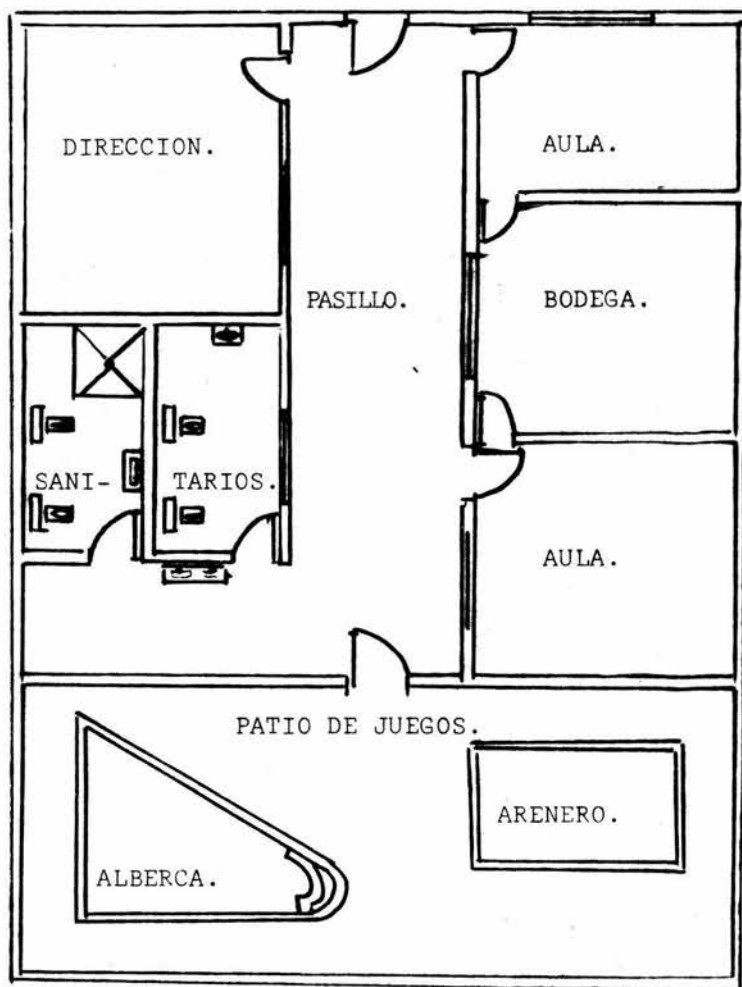 DIRECCION.
AULA.
PASILLO.
BODEGA.
SANI- TARIOS.
AULA.
PATIO DE JUEGOS.
ARENERO.
ALBERCA.